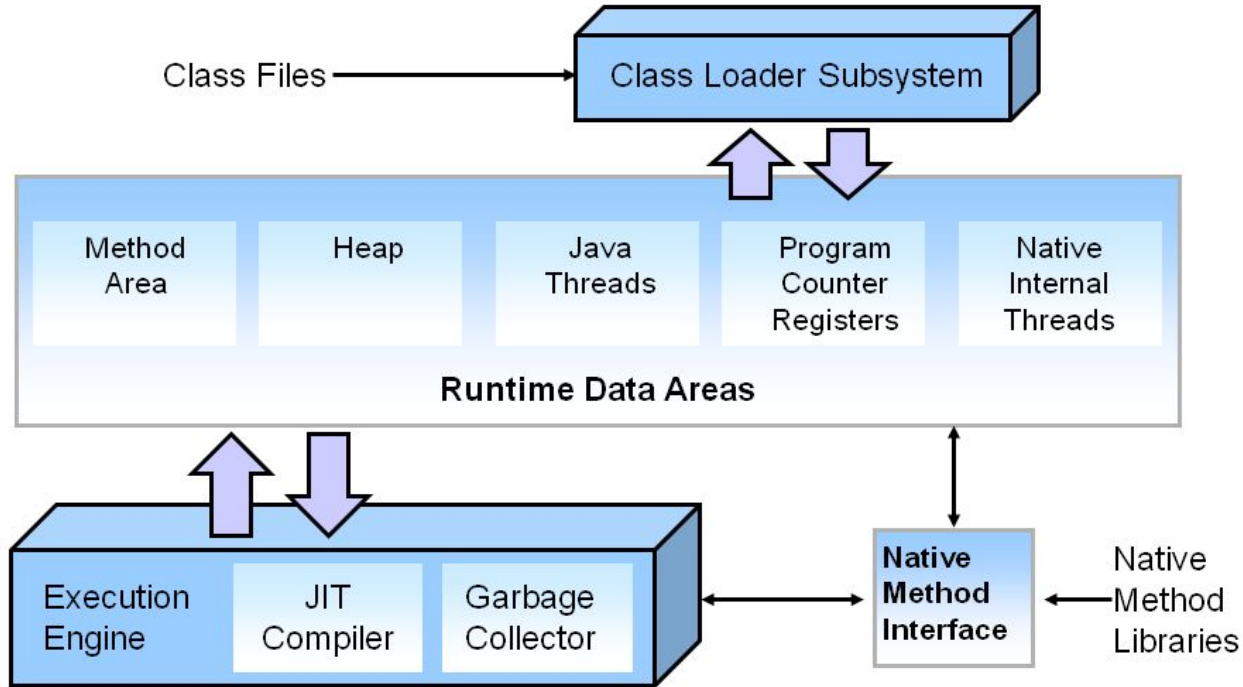 Class Files
Class Loader Subsystem
Method
Area
Heap
Java
Threads
Program
Counter
Registers
Native
Internal
Threads
Runtime Data Areas
Execution
Engine
JIT
Compiler
Garbage
Collector
Native
Method
Interface
Native
Method
Libraries